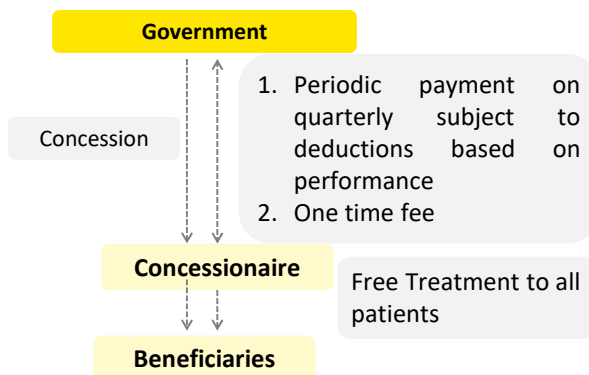 Government
Concession
1. Periodic payment on
quarterly subject to
deductions based on
performance
2. One time fee
Concessionaire
Free Treatment to all
patients
Beneficiaries